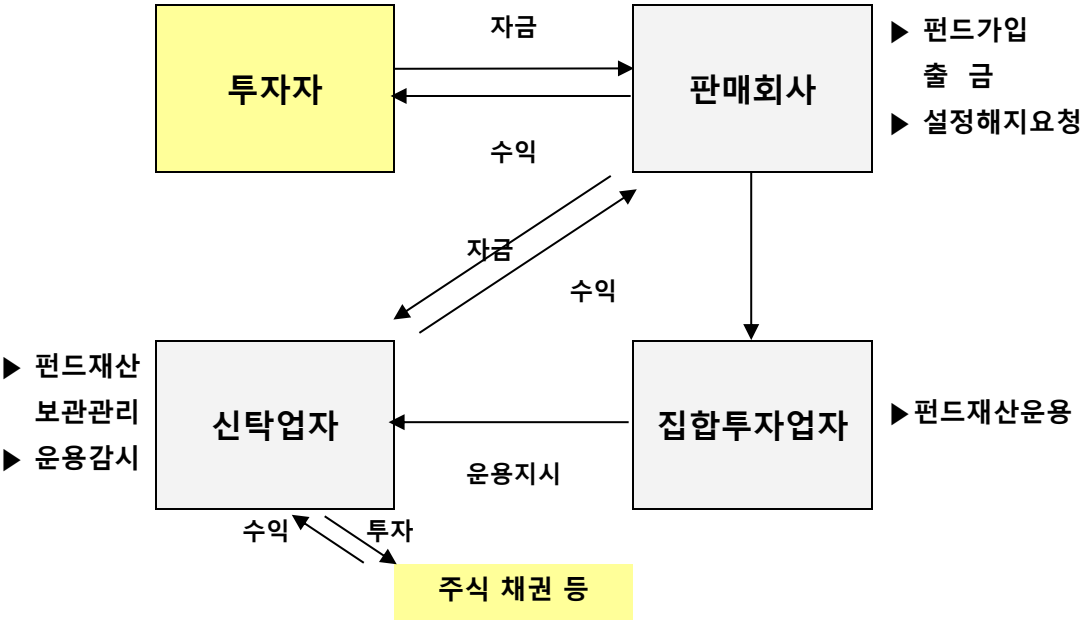 자금
투자자
판매회사
▶ 펀드가입
출 금
▶ 설정해지요청
수익
자금
수익
▶ 펀드재산
보관관리
▶ 운용감시
신탁업자
집합투자업자
▶펀드재산운용
운용지시
수익
투자
주식 채권 등